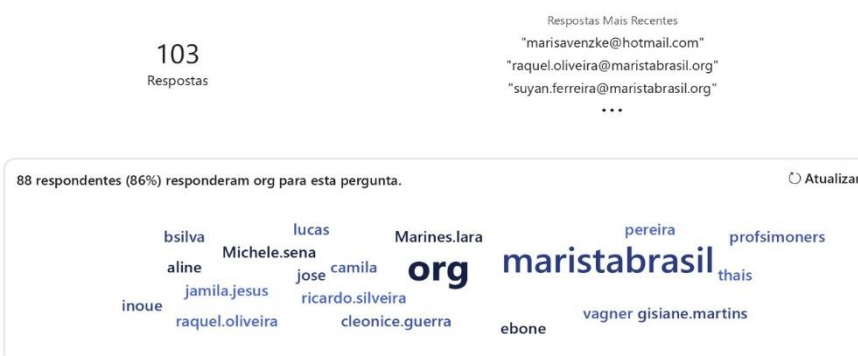 103
Respostas
Respostas Mais Recentes
"marisavenzke@hotmail.com"
"raquel.oliveira@maristabrasil.org"
"suyan.ferreira@maristabrasil.org"
...
88 respondentes (86%) responderam org para esta pergunta.
Atualizar
bsilva
lucas
Marines.lara
pereira
profsimoners
Michele.sena
aline
jose
camila
org
maristabrasil
thais
jamila.jesus
inoue
ricardo.silveira
raquel.oliveira
cleonice.guerra
ebone
vagner
gisiane.martins